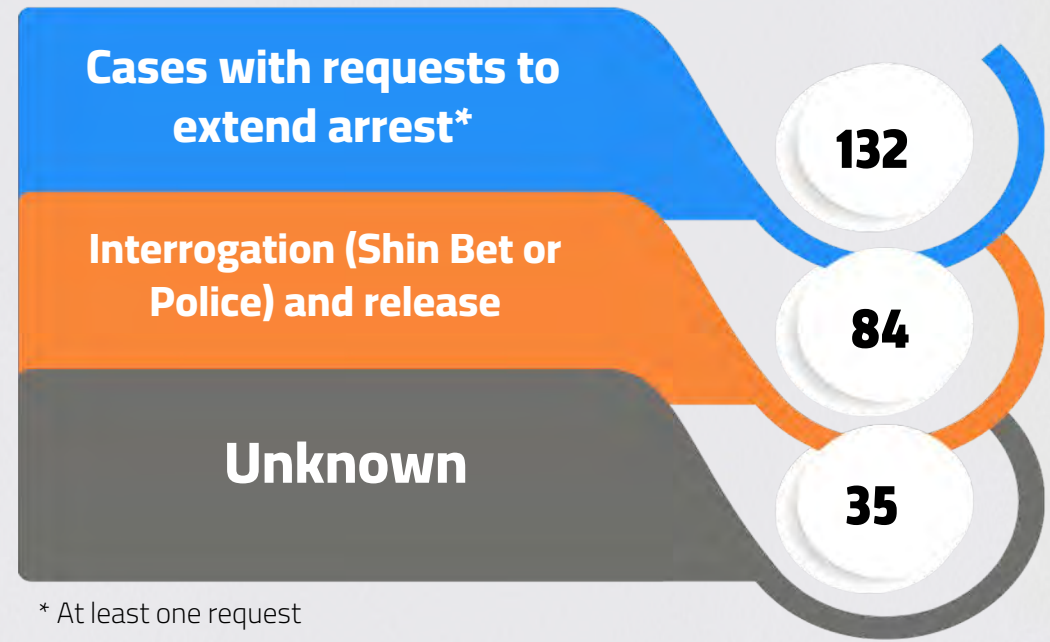 Cases with requests to
extend arrest*
132
Interrogation (Shin Bet or
Police) and release
84
Unknown
35
* At least one request